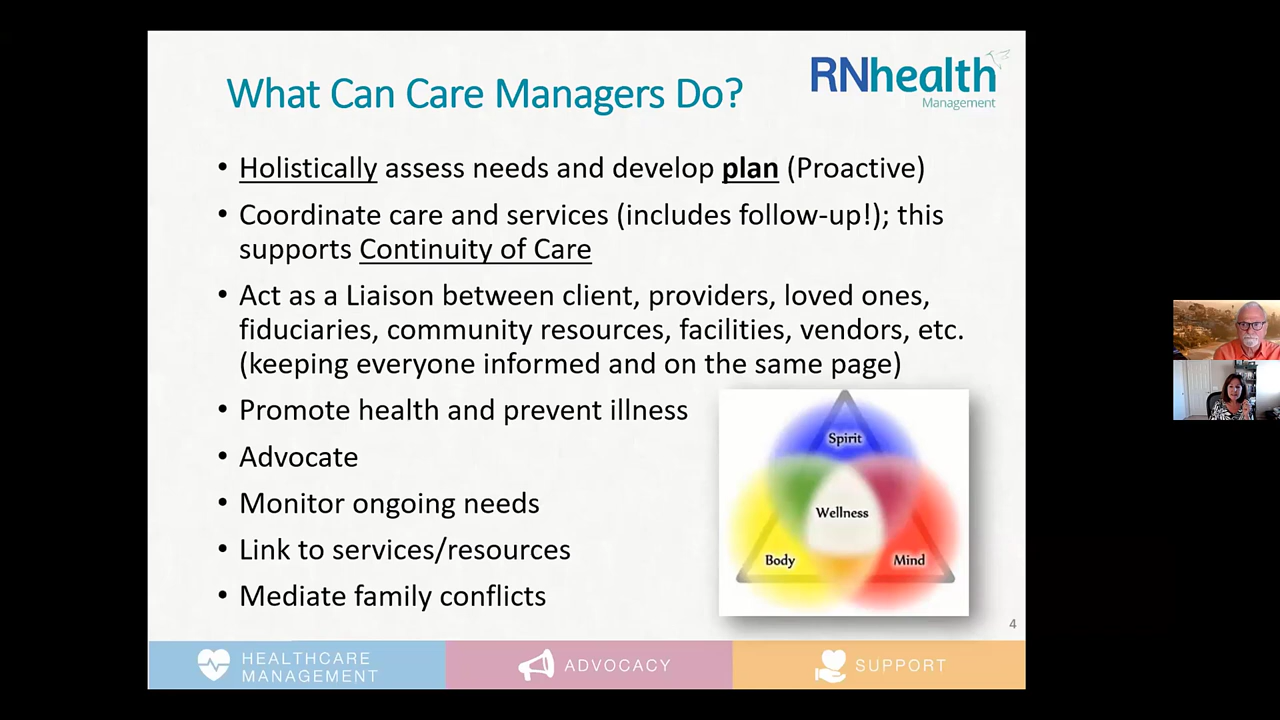 What Can Care Managers Do?
RNhealth
Management
• Holistically assess needs and develop plan (Proactive)
• Coordinate care and services (includes follow-up!); this
supports Continuity of Care
• Act as a Liaison between client, providers, loved ones,
fiduciaries, community resources, facilities, vendors, etc.
(keeping everyone informed and on the same page)
• Promote health and prevent illness
• Advocate
• Monitor ongoing needs
• Link to services/resources
• Mediate family conflicts
Spirit
Wellness
Body
Mind
4
HEALTHCARE
MANAGEMENT
ADVOCACY
SUPPORT